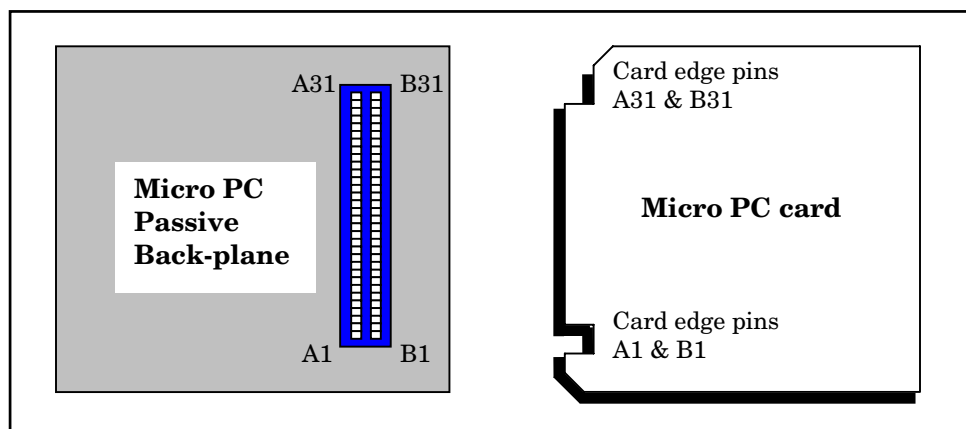 A31 B31
Micro PC
Passive
Back-plane
A1 B1
Card edge pins
A31 & B31
Micro PC card
Card edge pins
A1 & B1